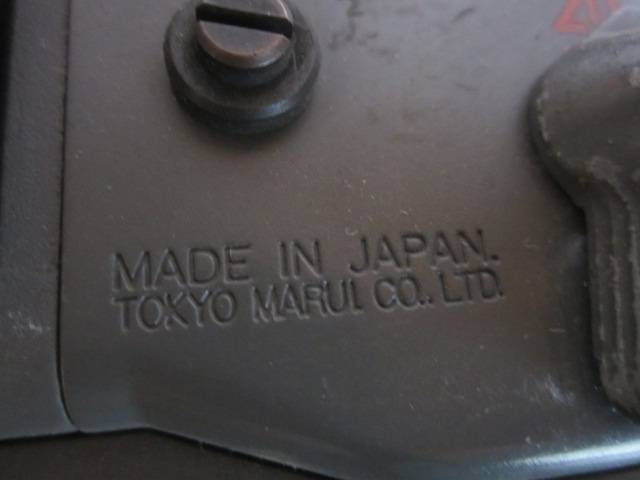 MADE IN JAPAN.
TOKYO MARUI CO., LTD.